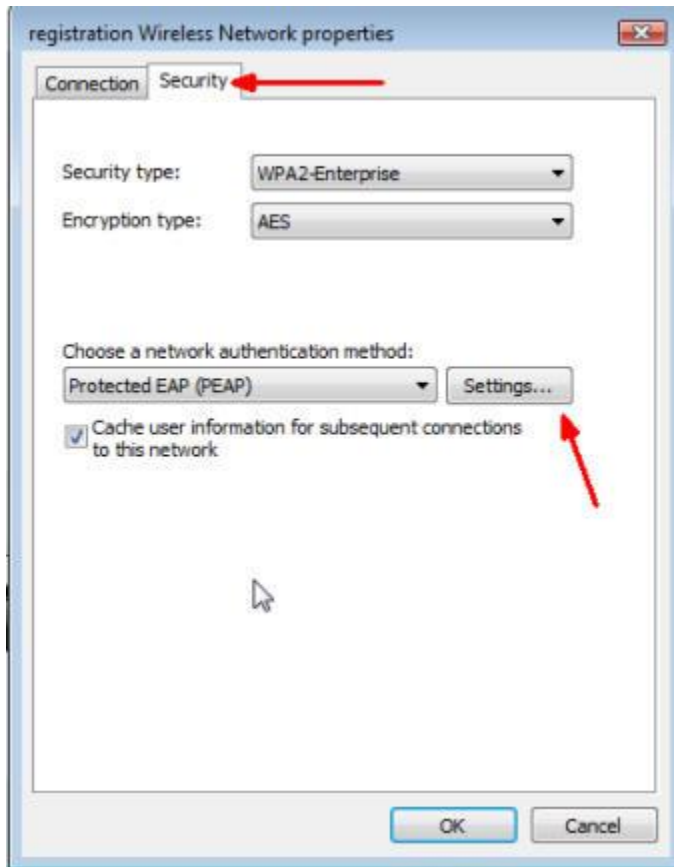 registration Wireless Network properties
Connection Security
Security type: WPA2-Enterprise
Encryption type: AES
Choose a network authentication method:
Protected EAP (PEAP) Settings...
Cache user information for subsequent connections
to this network
OK Cancel